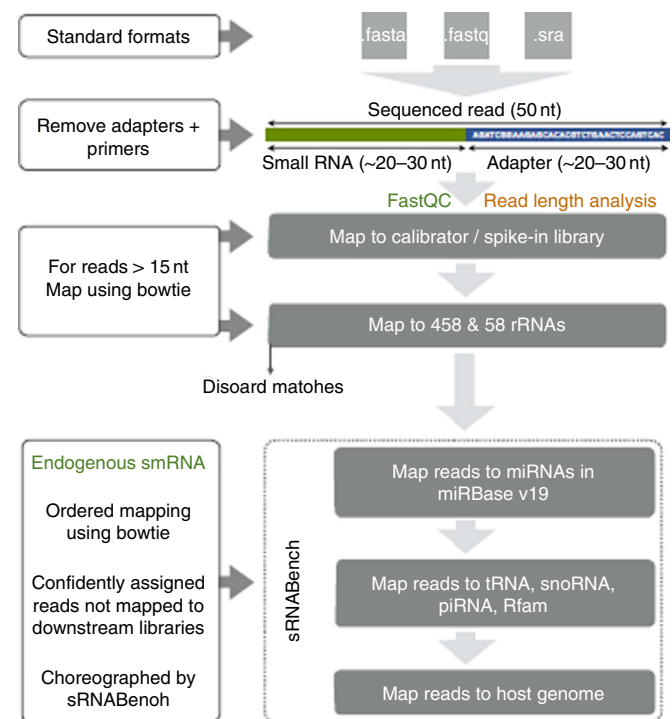 Standard formats
.fasta
.fastq
.sra
Remove adapters +
primers
Sequenced read (50 nt)
AGATCGGAAGAGCACACGTCTGAACTCCAGTCAC
Small RNA (~20–30 nt)
Adapter (~20–30 nt)
FastQC
Read length analysis
For reads > 15 nt
Map using bowtie
Map to calibrator / spike-in library
Map to 458 & 58 rRNAs
Disoard matohes
Endogenous smRNA
Ordered mapping
using bowtie
Confidently assigned
reads not mapped to
downstream libraries
Choreographed by
sRNABenoh
sRNABench
Map reads to miRNAs in
miRBase v19
Map reads to tRNA, snoRNA,
piRNA, Rfam
Map reads to host genome